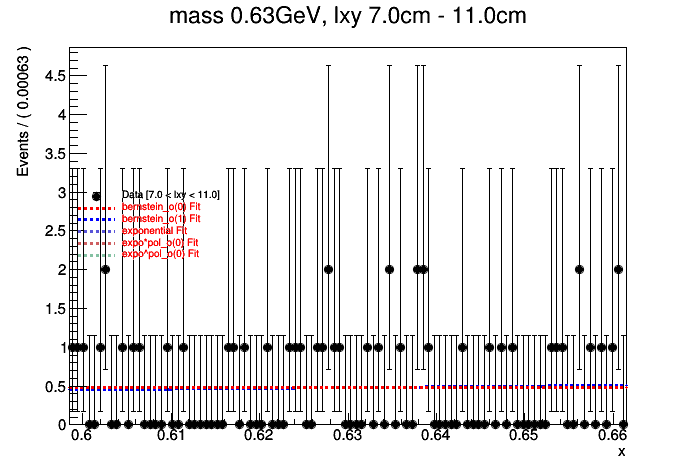 mass 0.63GeV, lxy 7.0cm - 11.0cm
Events / ( 0.00063 )
4.5
4
3.5
3
2.5
2
1.5
1
0.5
0
Data [7.0 < lxy < 11.0]
bernstein_o(0) Fit
bernstein_o(1) Fit
exponential Fit
expo*pol_o(0) Fit
expo^pol_o(0) Fit
0.6 0.61 0.62 0.63 0.64 0.65 0.66
x